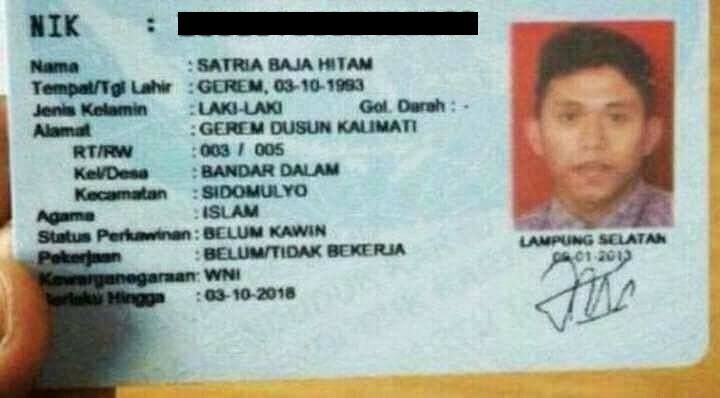 NIK :
Nama : SATRIA BAJA HITAM
Tempat/Tgl Lahir : GEREM, 03-10-1993
Jenis Kelamin : LAKI-LAKI Gol. Darah : -
Alamat : GEREM DUSUN KALIMATI
RT/RW : 003 / 005
Kel/Desa : BANDAR DALAM
Kecamatan : SIDOMULYO
Agama : ISLAM
Status Perkawinan : BELUM KAWIN
Pekerjaan : BELUM/TIDAK BEKERJA
Kewarganegaraan: WNI
Berlaku Hingga : 03-10-2018
LAMPUNG SELATAN
09-01-2013